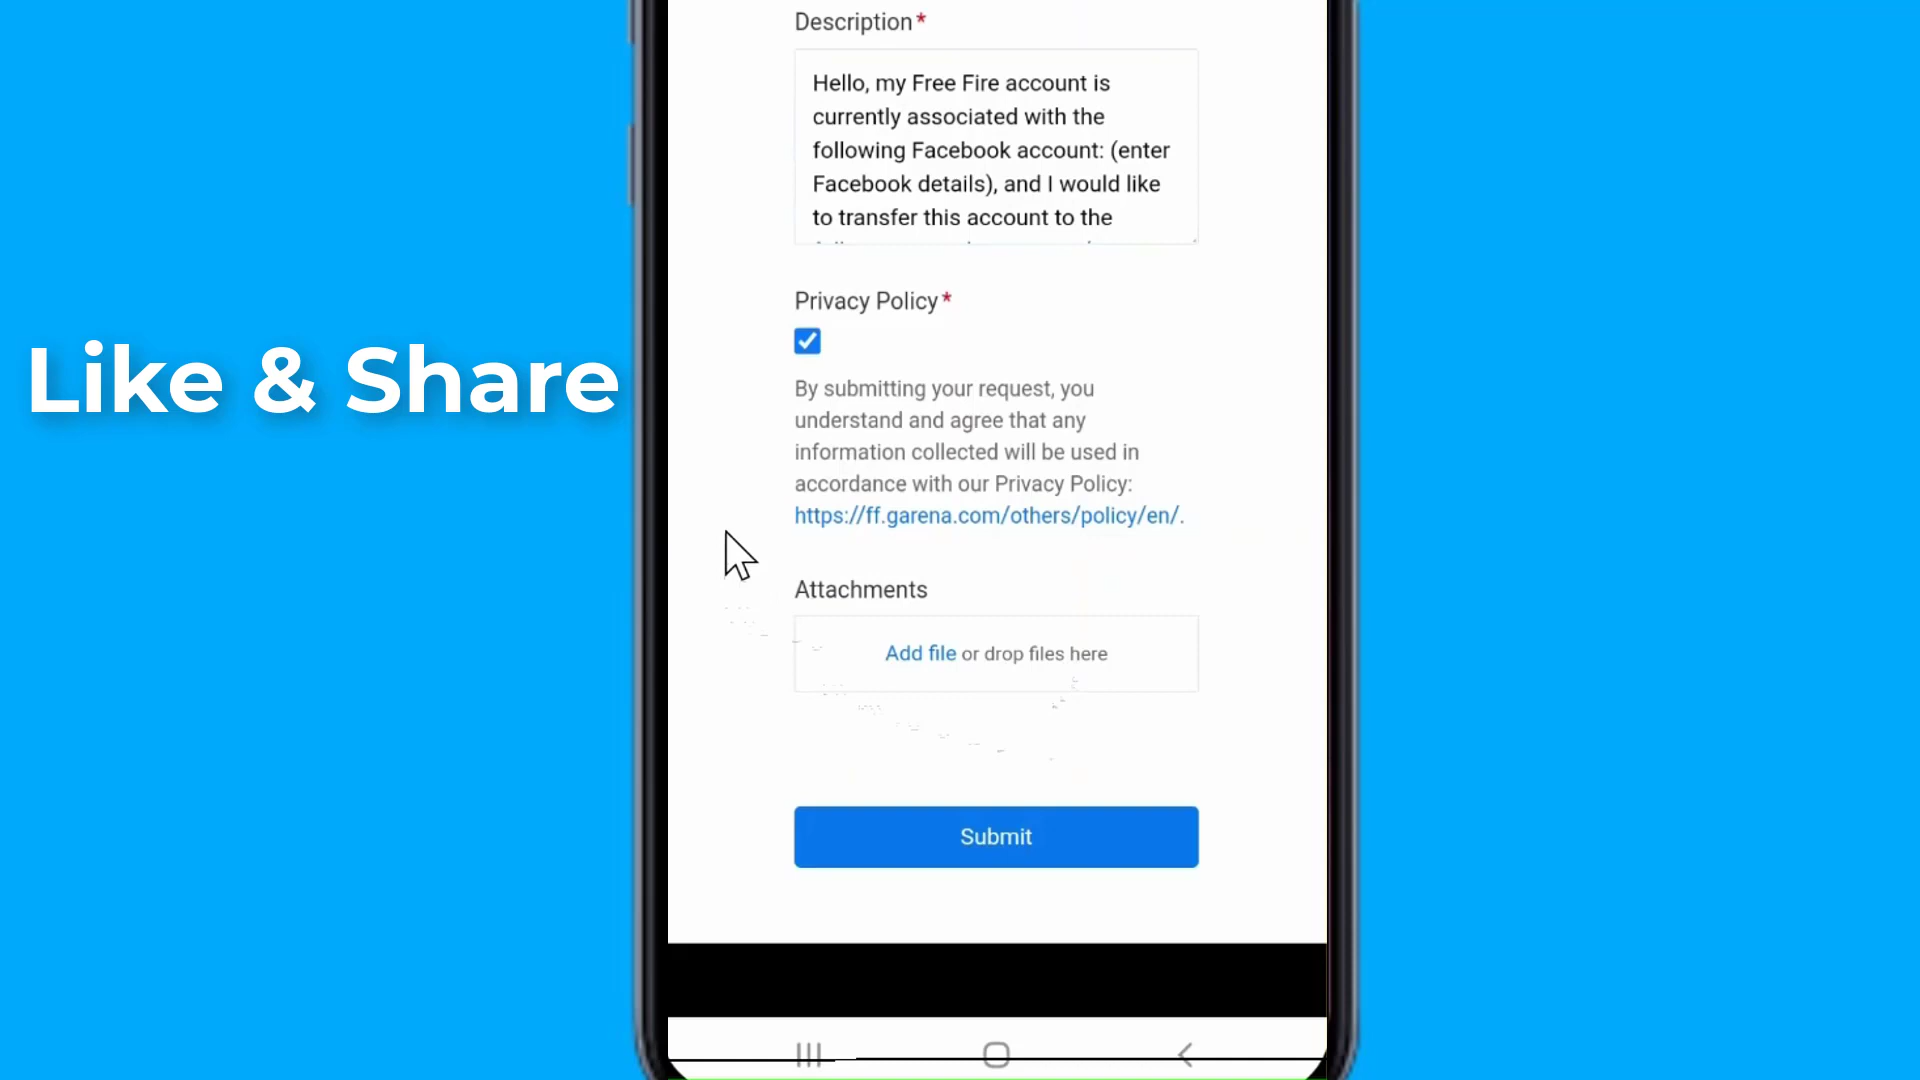 Description*
Hello, my Free Fire account is
currently associated with the
following Facebook account: (enter
Facebook details), and I would like
to transfer this account to the
Privacy Policy*
Like & Share
By submitting your request, you
understand and agree that any
information collected will be used in
accordance with our Privacy Policy:
https://ff.garena.com/others/policy/en/.
Attachments
Add file or drop files here
Submit